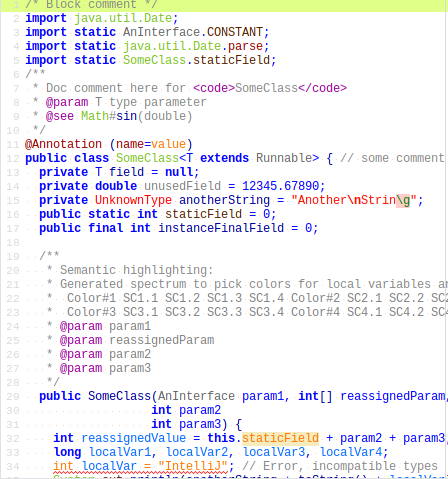 1 /* Block comment */
2 import java.util.Date;
3 import static AnInterface.CONSTANT;
4 import static java.util.Date.parse;
5 import static SomeClass.staticField;
6 /**
7 * Doc comment here for <code>SomeClass</code>
8 * @param T type parameter
9 * @see Math#sin(double)
10 */
11 @Annotation (name=value)
12 public class SomeClass<T extends Runnable> { // some comment
13 private T field = null;
14 private double unusedField = 12345.67890;
15 private UnknownType anotherString = "Another\nStrin\g";
16 public static int staticField = 0;
17 public final int instanceFinalField = 0;
18
19 /**
20 * Semantic highlighting:
21 * Generated spectrum to pick colors for local variables an
22 * Color#1 SC1.1 SC1.2 SC1.3 SC1.4 Color#2 SC2.1 SC2.2 SC2
23 * Color#3 SC3.1 SC3.2 SC3.3 SC3.4 Color#4 SC4.1 SC4.2 SC4
24 * @param param1
25 * @param reassignedParam
26 * @param param2
27 * @param param3
28 */
29 public SomeClass(AnInterface param1, int[] reassignedParam,
30 int param2
31 int param3) {
32 int reassignedValue = this.staticField + param2 + param3
33 long localVar1, localVar2, localVar3, localVar4;
34 int localVar = "IntelliJ"; // Error, incompatible types